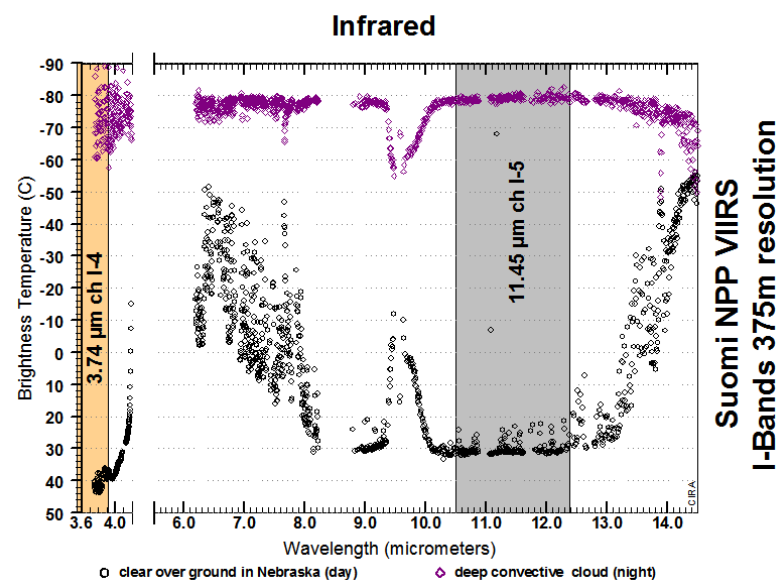 Infrared
-90
-80
-70
-60
-50
-40
-30
-20
-10
0
10
20
30
40
50
Brightness Temperature (C)
3.74 µm ch I-4
11.45 µm ch I-5
Suomi NPP VIIRS
I-Bands 375m resolution
CIRA
3.6 4.0 6.0 7.0 8.0 9.0 10.0 11.0 12.0 13.0 14.0
Wavelength (micrometers)
clear over ground in Nebraska (day) deep convective cloud (night)